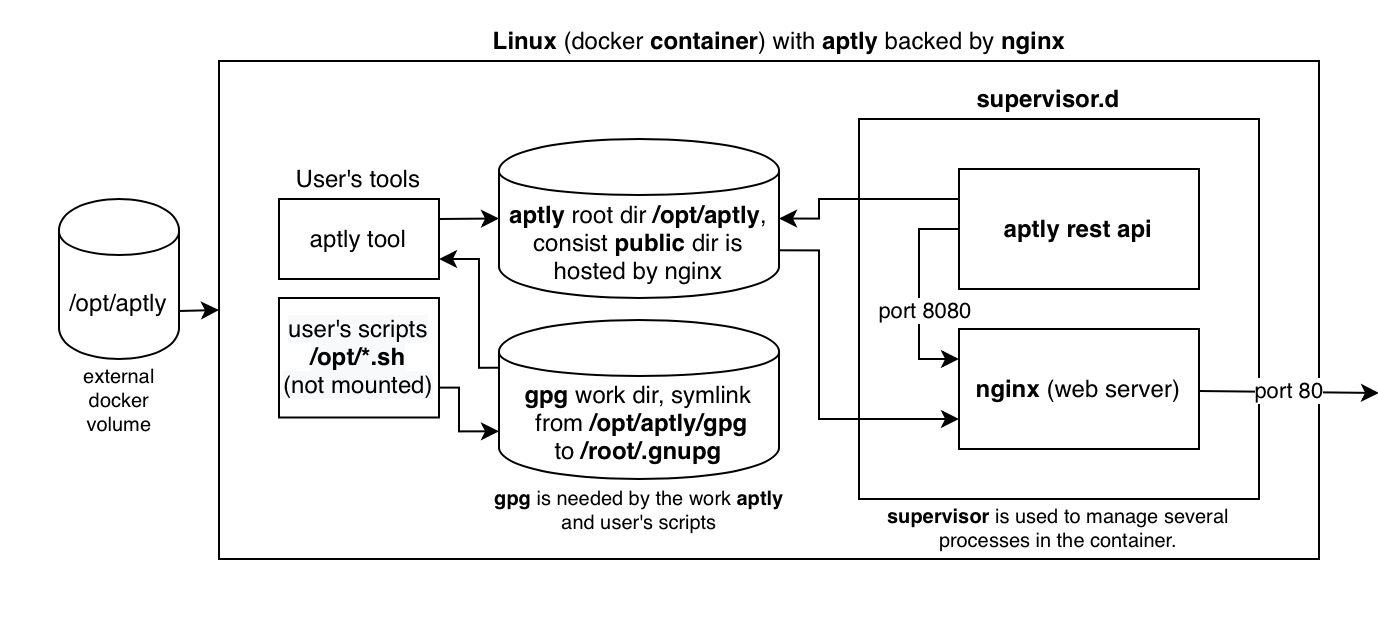 Linux (docker container) with aptly backed by nginx
supervisor.d
User's tools
aptly tool
/opt/aptly
external
docker
volume
user's scripts
/opt/*.sh
(not mounted)
aptly root dir /opt/aptly,
consist public dir is
hosted by nginx
gpg work dir, symlink
from /opt/aptly/gpg
to /root/.gnupg
gpg is needed by the work aptly
and user's scripts
aptly rest api
port 8080
nginx (web server)
port 80
supervisor is used to manage several
processes in the container.